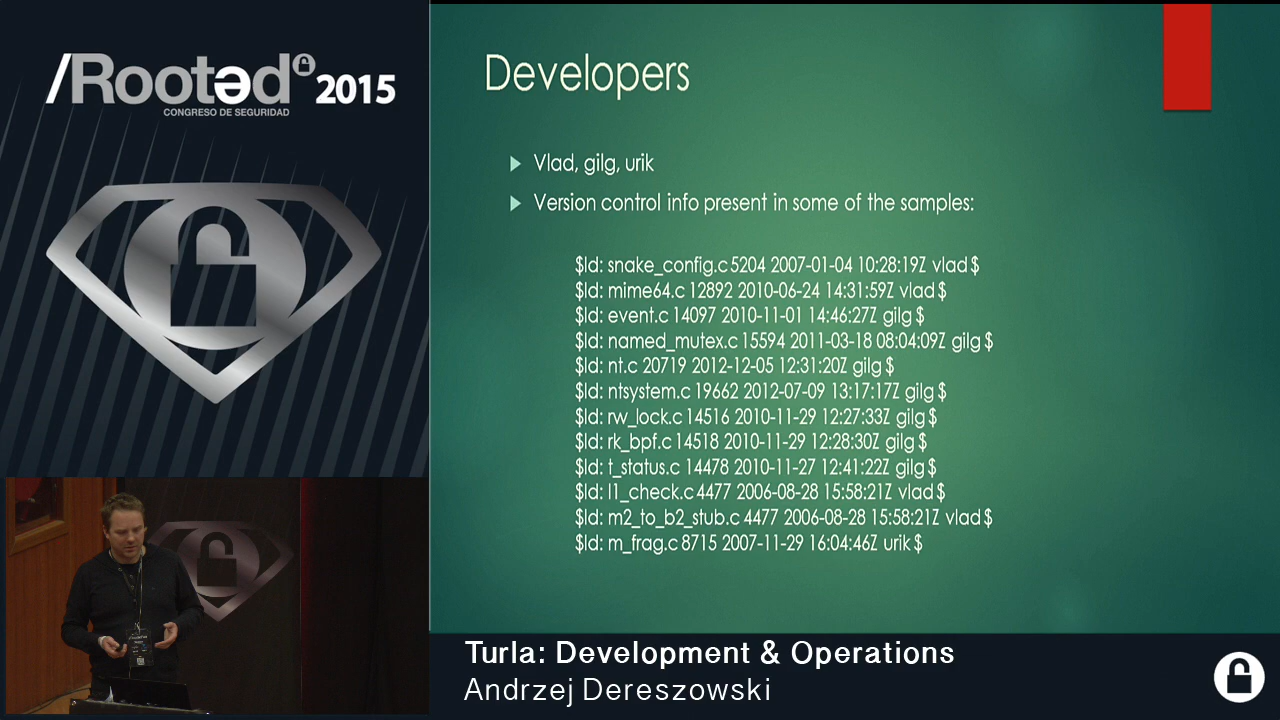 /Rootəd 2015
CONGRESO DE SEGURIDAD
Developers
Vlad, gilg, urik
Version control info present in some of the samples:
$Id: snake_config.c 5204 2007-01-04 10:28:19Z vlad $
$Id: mime64.c 12892 2010-06-24 14:31:59Z vlad $
$Id: event.c 14097 2010-11-01 14:46:27Z gilg $
$Id: named_mutex.c 15594 2011-03-18 08:04:09Z gilg $
$Id: nt.c 20719 2012-12-05 12:31:20Z gilg $
$Id: ntsystem.c 19662 2012-07-09 13:17:17Z gilg $
$Id: rw_lock.c 14516 2010-11-29 12:27:33Z gilg $
$Id: rk_bpf.c 14518 2010-11-29 12:28:30Z gilg $
$Id: t_status.c 14478 2010-11-27 12:41:22Z gilg $
$Id: l1_check.c 4477 2006-08-28 15:58:21Z vlad $
$Id: m2_to_b2_stub.c 4477 2006-08-28 15:58:21Z vlad $
$Id: m_frag.c 8715 2007-11-29 16:04:46Z urik $
Turla: Development & Operations
Andrzej Dereszowski